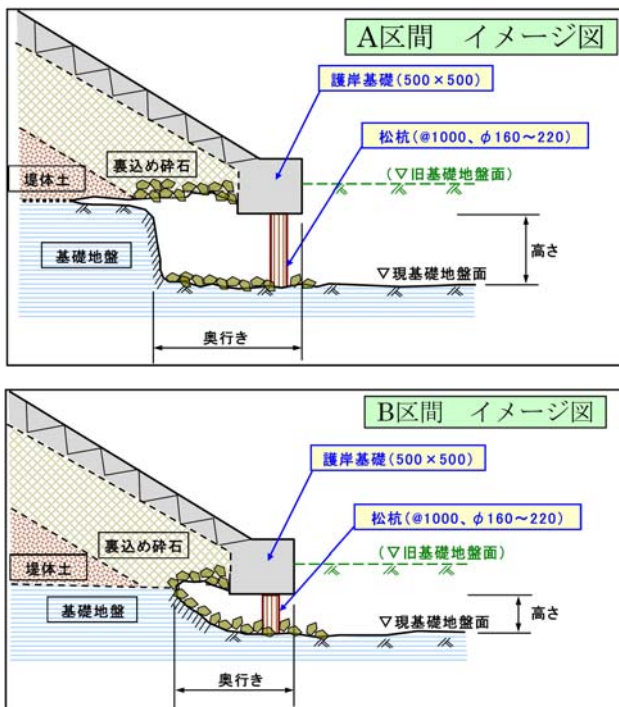 A区間 イメージ図
護岸基礎(500×500)
松杭(@1000、φ160～220)
裏込め砕石
(▽旧基礎地盤面)
堤体土
基礎地盤
高さ
▽現基礎地盤面
奥行き
B区間 イメージ図
護岸基礎(500×500)
松杭(@1000、φ160～220)
裏込め砕石
(▽旧基礎地盤面)
堤体土
基礎地盤
▽現基礎地盤面
高さ
奥行き